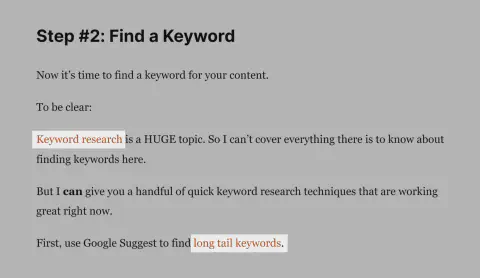 Step #2: Find a Keyword
Now it’s time to find a keyword for your content.
To be clear:
Keyword research is a HUGE topic. So I can’t cover everything there is to know about
finding keywords here.
But I can give you a handful of quick keyword research techniques that are working
great right now.
First, use Google Suggest to find long tail keywords.